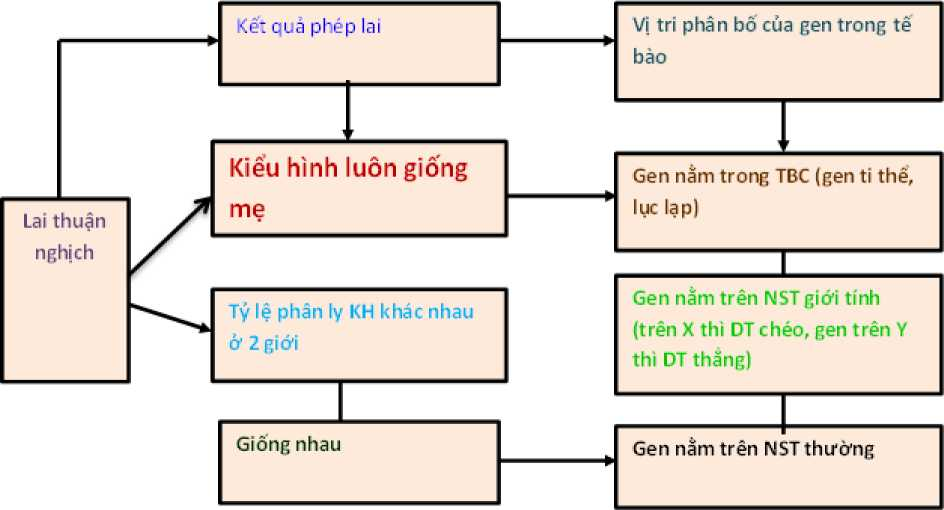 Kết quả phép lai
Vị tri phân bố của gen trong tế
bào
Kiểu hình luôn giống
mẹ
Gen nằm trong TBC (gen ti thể,
lục lạp)
Lai thuận
nghịch
Tỷ lệ phân ly KH khác nhau
ở 2 giới
Gen nằm trên NST giới tính
(trên X thì DT chéo, gen trên Y
thì DT thẳng)
Giống nhau
Gen nằm trên NST thường